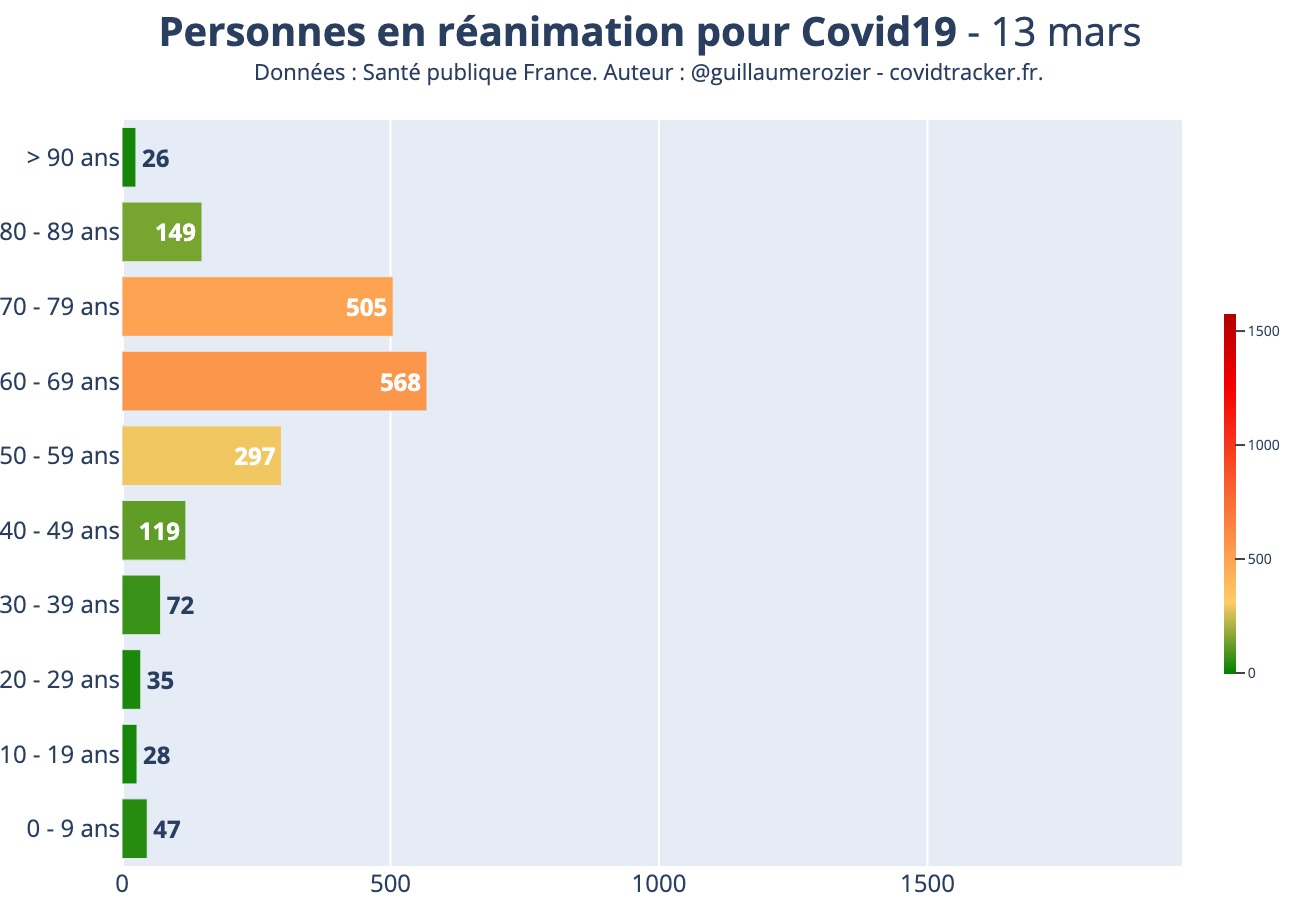 Personnes en réanimation pour Covid19 - 13 mars
Données : Santé publique France. Auteur : @guillaumerozier - covidtracker.fr.
> 90 ans 26
80 - 89 ans 149
70 - 79 ans 505
60 - 69 ans 568
50 - 59 ans 297
40 - 49 ans 119
30 - 39 ans 72
20 - 29 ans 35
10 - 19 ans 28
0 - 9 ans 47
0 500 1000 1500
1500
1000
500
0